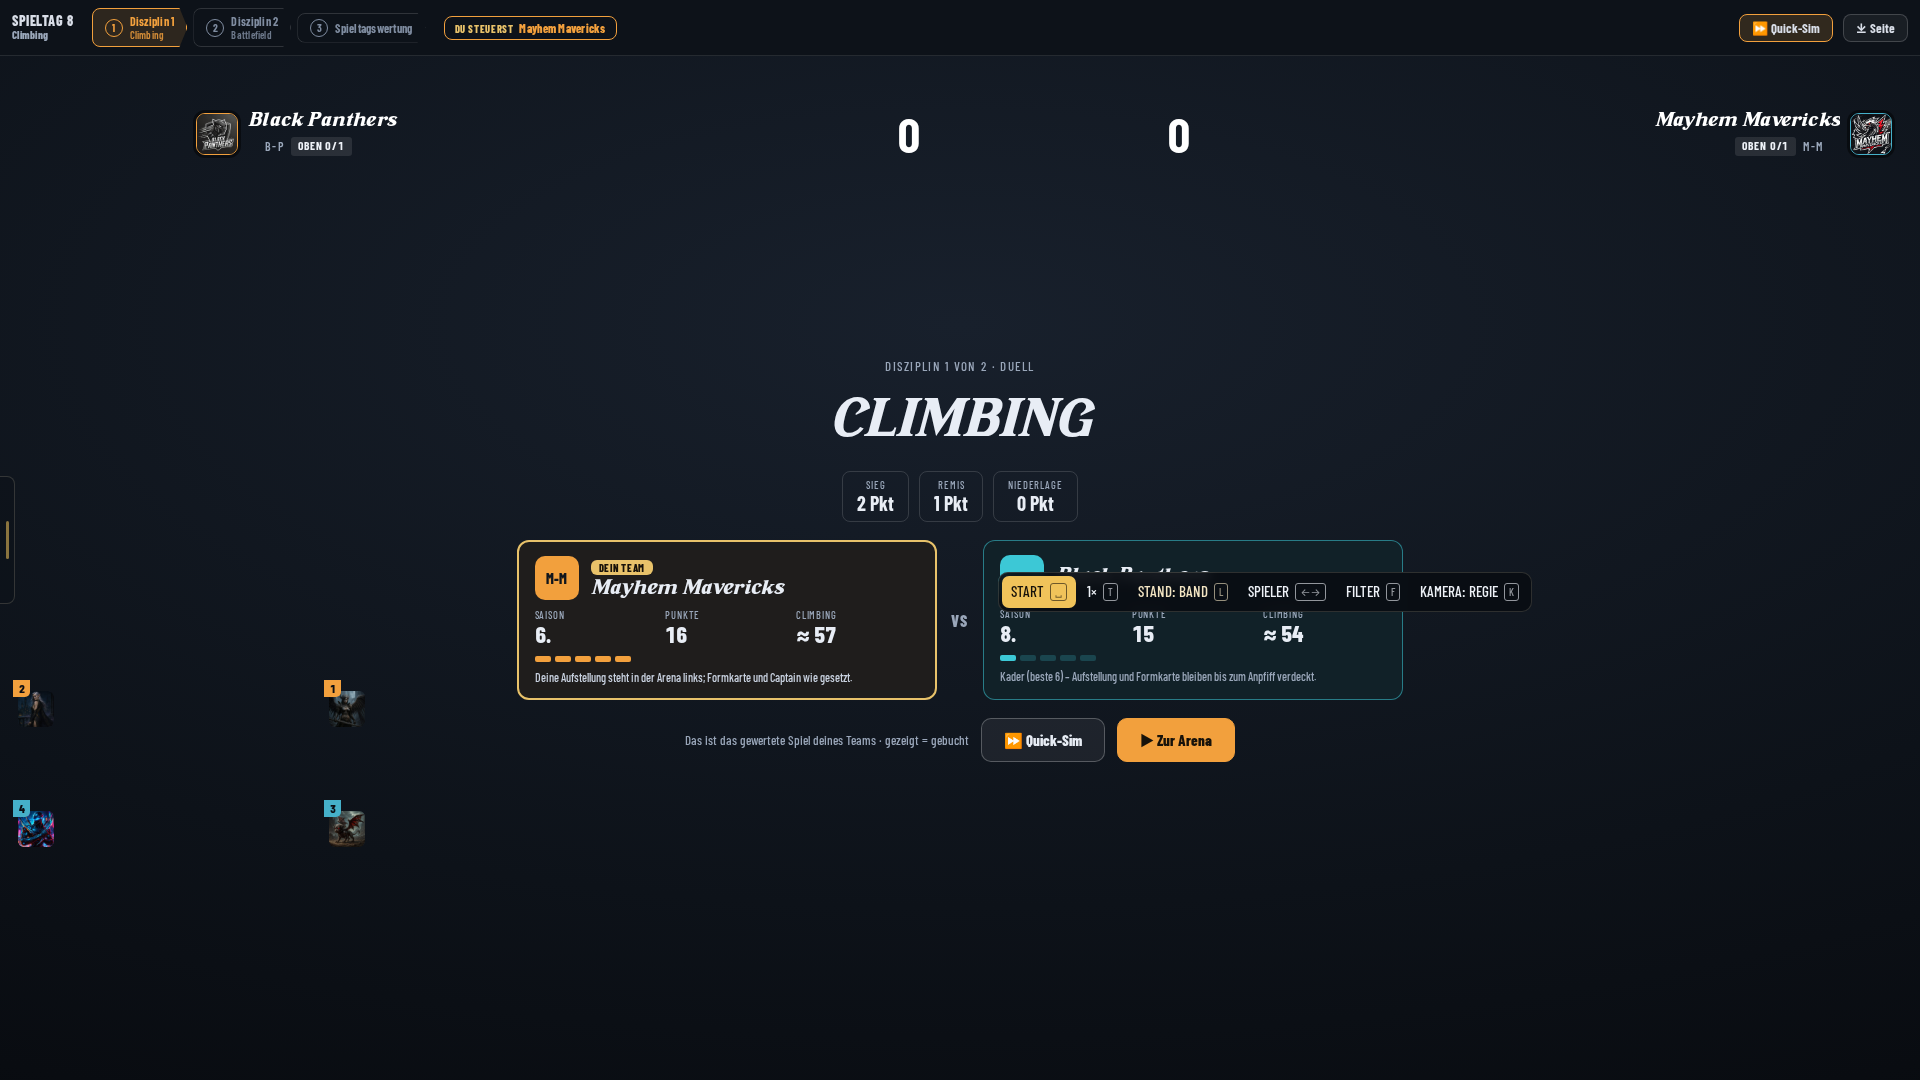 SPIELTAG 8
Climbing
1 Disziplin 1
Climbing
2 Disziplin 2
Battlefield
3 Spieltagswertung
DU STEUERST Mayhem Mavericks
Quick-Sim
Seite
Black Panthers
B-P OBEN 0/1
0
0
Mayhem Mavericks
OBEN 0/1 M-M
DISZIPLIN 1 VON 2 · DUELL
CLIMBING
SIEG
2 Pkt
REMIS
1 Pkt
NIEDERLAGE
0 Pkt
M-M
DEIN TEAM
Mayhem Mavericks
SAISON
6.
PUNKTE
16
CLIMBING
≈ 57
Deine Aufstellung steht in der Arena links; Formkarte und Captain wie gesetzt.
VS
START
1× T
STAND: BAND L
SPIELER ←→
FILTER F
KAMERA: REGIE K
SAISON
8.
PUNKTE
15
CLIMBING
≈ 54
Kader (beste 6) – Aufstellung und Formkarte bleiben bis zum Anpfiff verdeckt.
Das ist das gewertete Spiel deines Teams · gezeigt = gebucht
Quick-Sim
Zur Arena
2
1
4
3